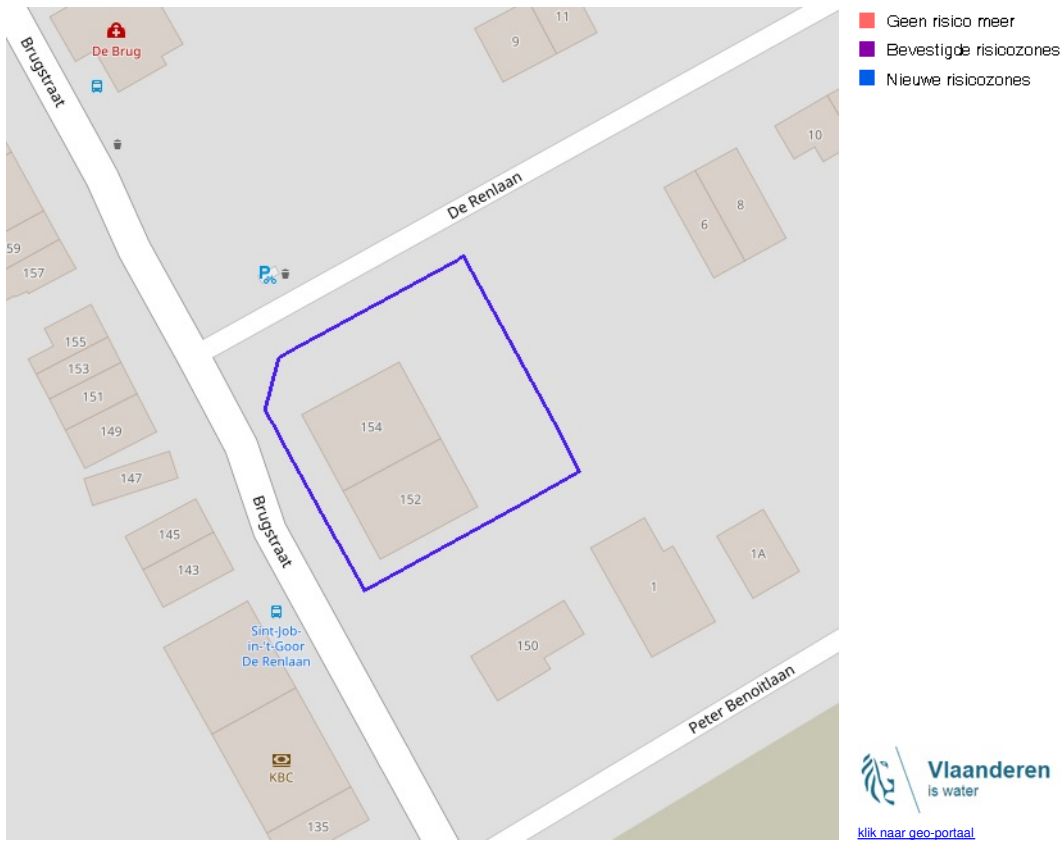 Brugstraat
De Brug
9
11
10
De Renlaan
8
6
59
157
P
155
153
151
149
147
145
143
154
152
Brugstraat
Sint-Job-
in-'t-Goor
De Renlaan
150
1
1A
Peter Benoitlaan
KBC
135
Geen risico meer
Bevestigde risicozones
Nieuwe risicozones
Vlaanderen
is water
klik naar geo-portaal